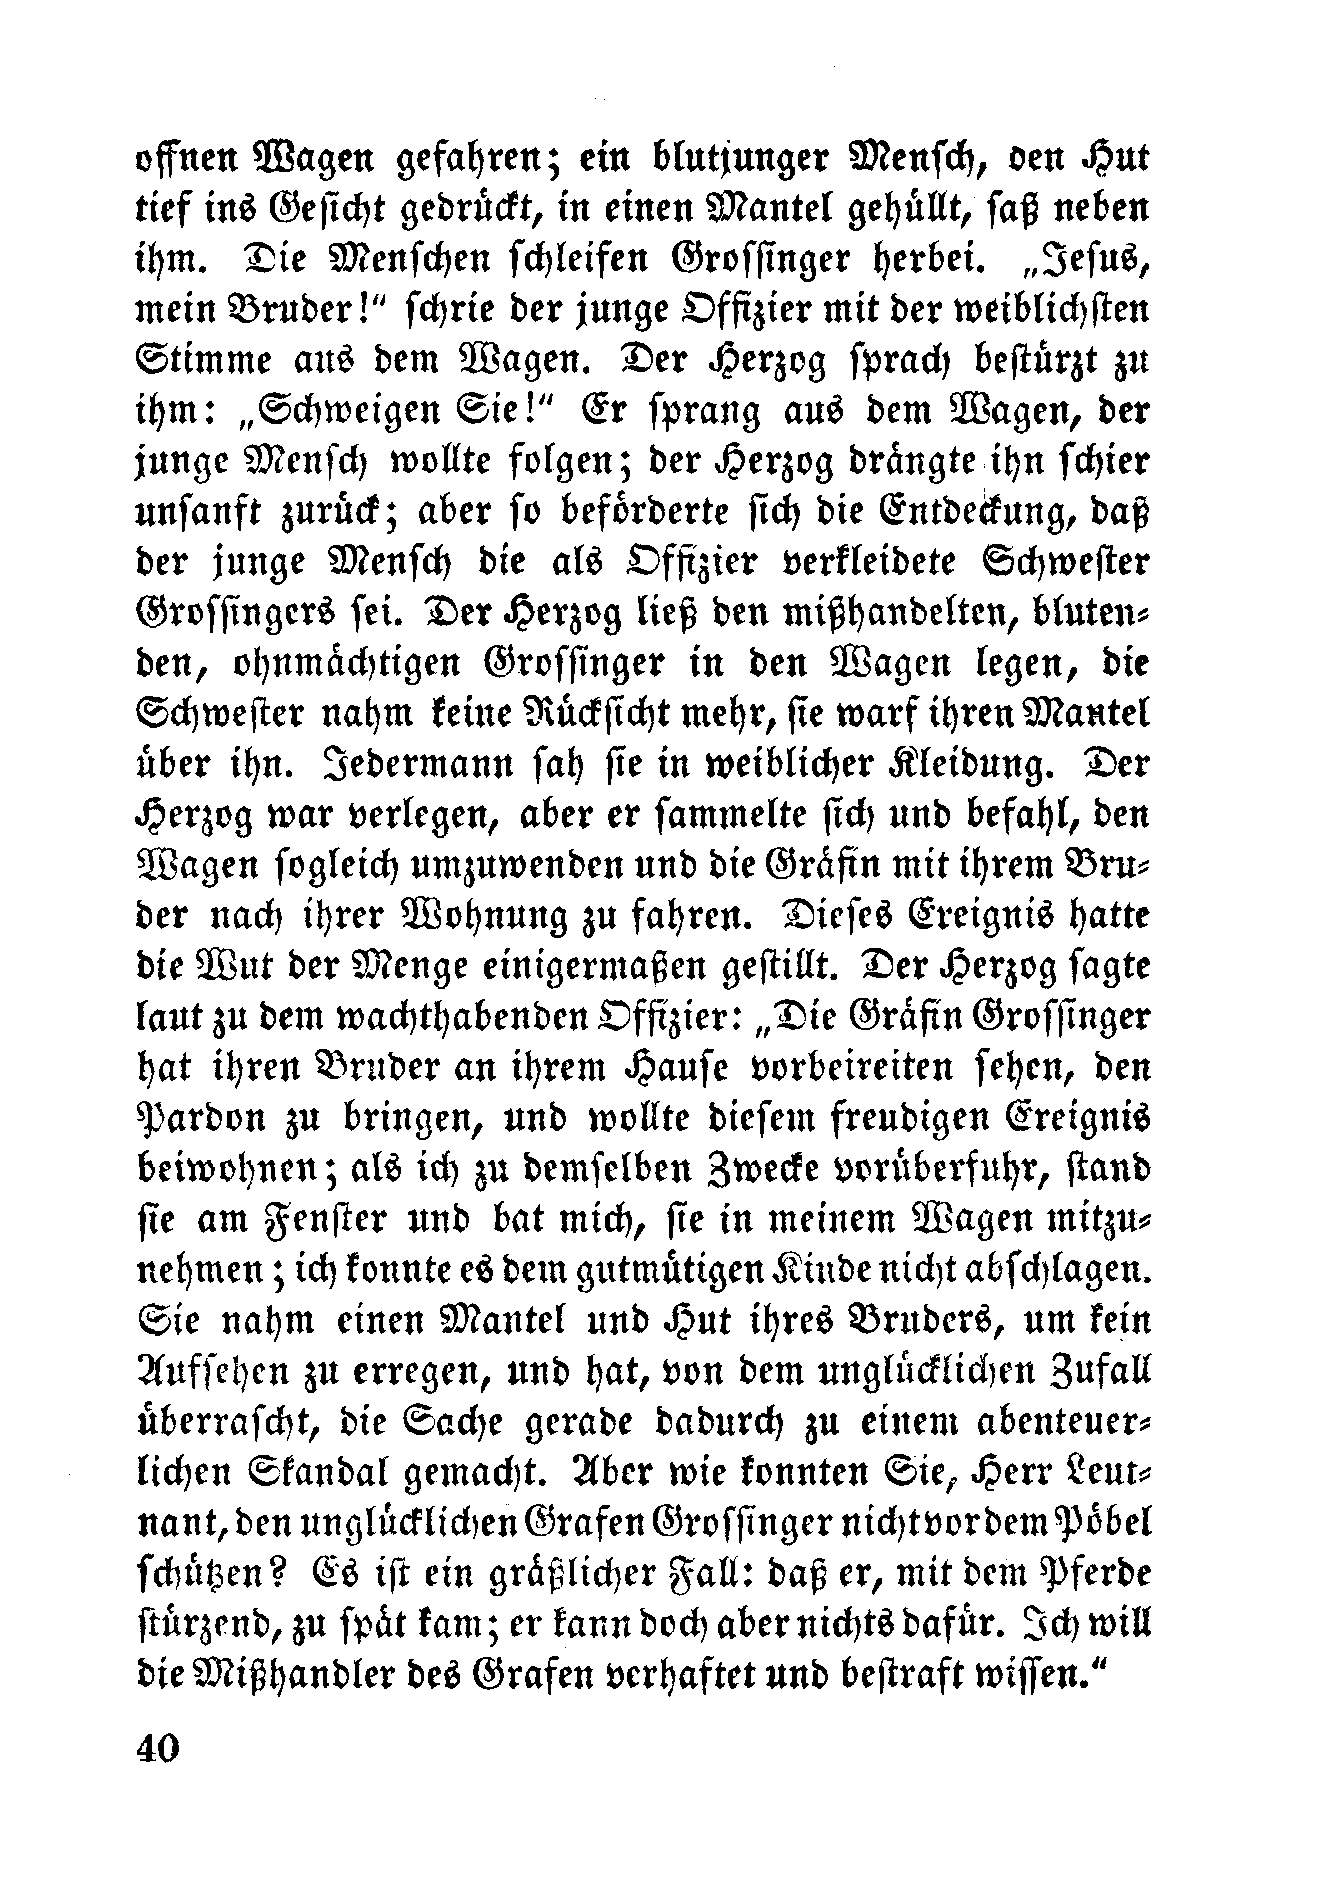 offnen Wagen gefahren; ein blutjunger Menſch, den Hut
tief ins Geſicht gedrückt, in einen Mantel gehüllt, ſaß neben
ihm. Die Menſchen ſchleifen Groſſinger herbei. „Jeſus,
mein Bruder!“ ſchrie der junge Offizier mit der weiblichſten
Stimme aus dem Wagen. Der Herzog ſprach beſtürzt zu
ihm: „Schweigen Sie!“ Er ſprang aus dem Wagen, der
junge Menſch wollte folgen; der Herzog drängte ihn ſchier
unſanft zurück; aber ſo beförderte ſich die Entdeckung, daß
der junge Menſch die als Offizier verkleidete Schweſter
Groſſingers ſei. Der Herzog ließ den mißhandelten, bluten⸗
den, ohnmächtigen Groſſinger in den Wagen legen, die
Schweſter nahm keine Rückſicht mehr, ſie warf ihren Mantel
über ihn. Jedermann ſah ſie in weiblicher Kleidung. Der
Herzog war verlegen, aber er ſammelte ſich und befahl, den
Wagen ſogleich umzuwenden und die Gräfin mit ihrem Bru⸗
der nach ihrer Wohnung zu fahren. Dieſes Ereignis hatte
die Wut der Menge einigermaßen geſtillt. Der Herzog ſagte
laut zu dem wachthabenden Offizier: „Die Gräfin Groſſinger
hat ihren Bruder an ihrem Hauſe vorbeireiten ſehen, den
Pardon zu bringen, und wollte dieſem freudigen Ereignis
beiwohnen; als ich zu demſelben Zwecke vorüberfuhr, ſtand
ſie am Fenſter und bat mich, ſie in meinem Wagen mitzu⸗
nehmen; ich konnte es dem gutmütigen Kinde nicht abſchlagen.
Sie nahm einen Mantel und Hut ihres Bruders, um kein
Aufſehen zu erregen, und hat, von dem unglücklichen Zufall
überraſcht, die Sache gerade dadurch zu einem abenteuer⸗
lichen Skandal gemacht. Aber wie konnten Sie, Herr Leut⸗
nant, den unglücklichen Grafen Groſſinger nicht vor dem Pöbel
ſchützen? Es iſt ein gräßlicher Fall: daß er, mit dem Pferde
ſtürzend, zu ſpät kam; er kann doch aber nichts dafür. Ich will
die Mißhandler des Grafen verhaftet und beſtraft wiſſen.“
40